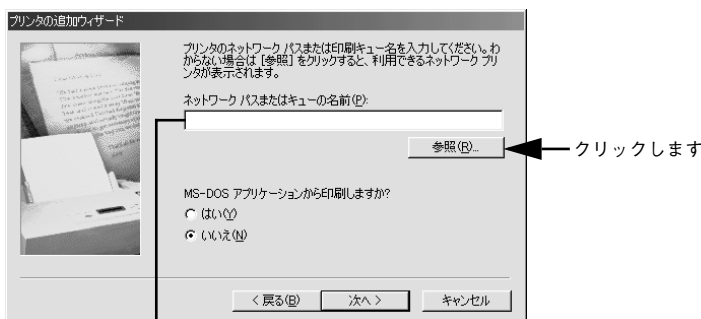 プリンタの追加ウィザード
プリンタのネットワーク パスまたは印刷キュー名を入力してください。わ
からない場合は [参照] をクリックすると、利用できるネットワーク プリ
ンタが表示されます。
ネットワーク パスまたはキューの名前(P):
参照(R)...
クリックします
MS-DOS アプリケーションから印刷しますか?
はい(Y)
いいえ(N)
< 戻る(B)
次へ >
キャンセル